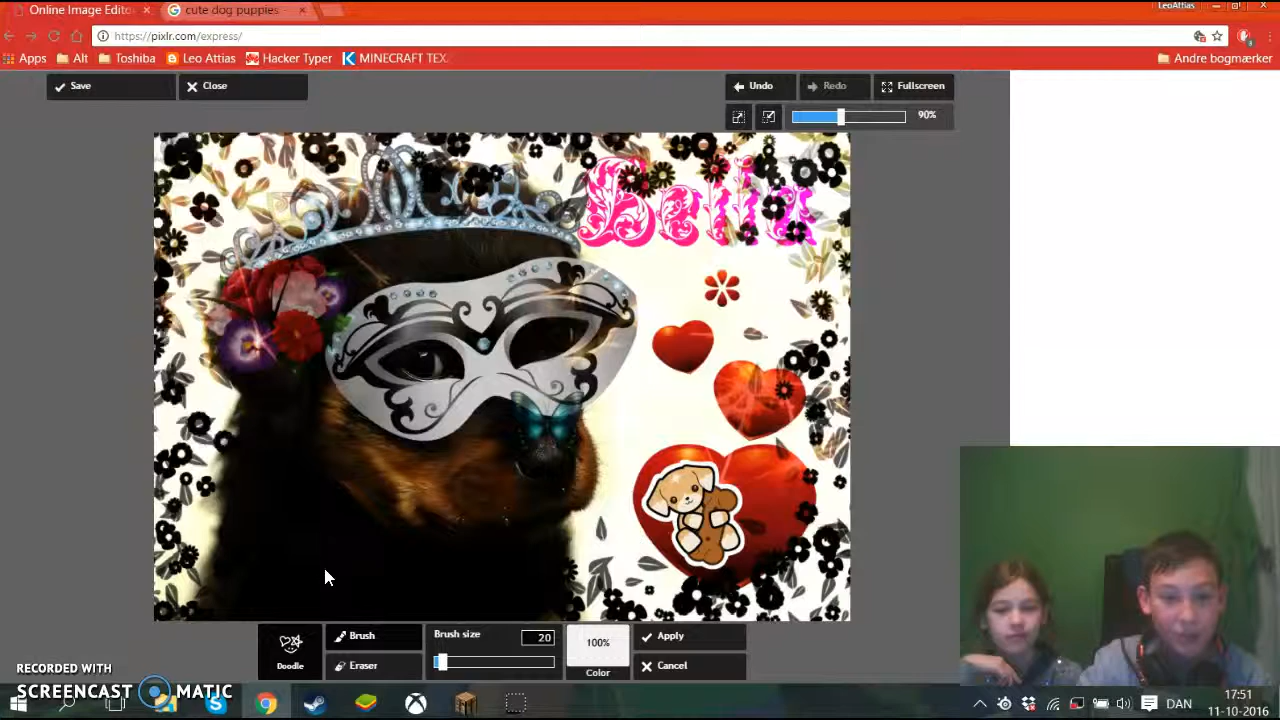 LeoAttias
Online Image Edito
cute dog puppies -
https://pixlr.com/express/
Apps
Alt
Toshiba
Leo Attias
Hacker Typer
MINECRAFT TEX
Andre bogmærker
Save
Close
Undo
Redo
Fullscreen
90%
Bella
Doodle
Brush
Eraser
Brush size
20
100%
Color
Apply
Cancel
RECORDED WITH
SCREENCAST MATIC
DAN
17:51
11-10-2016